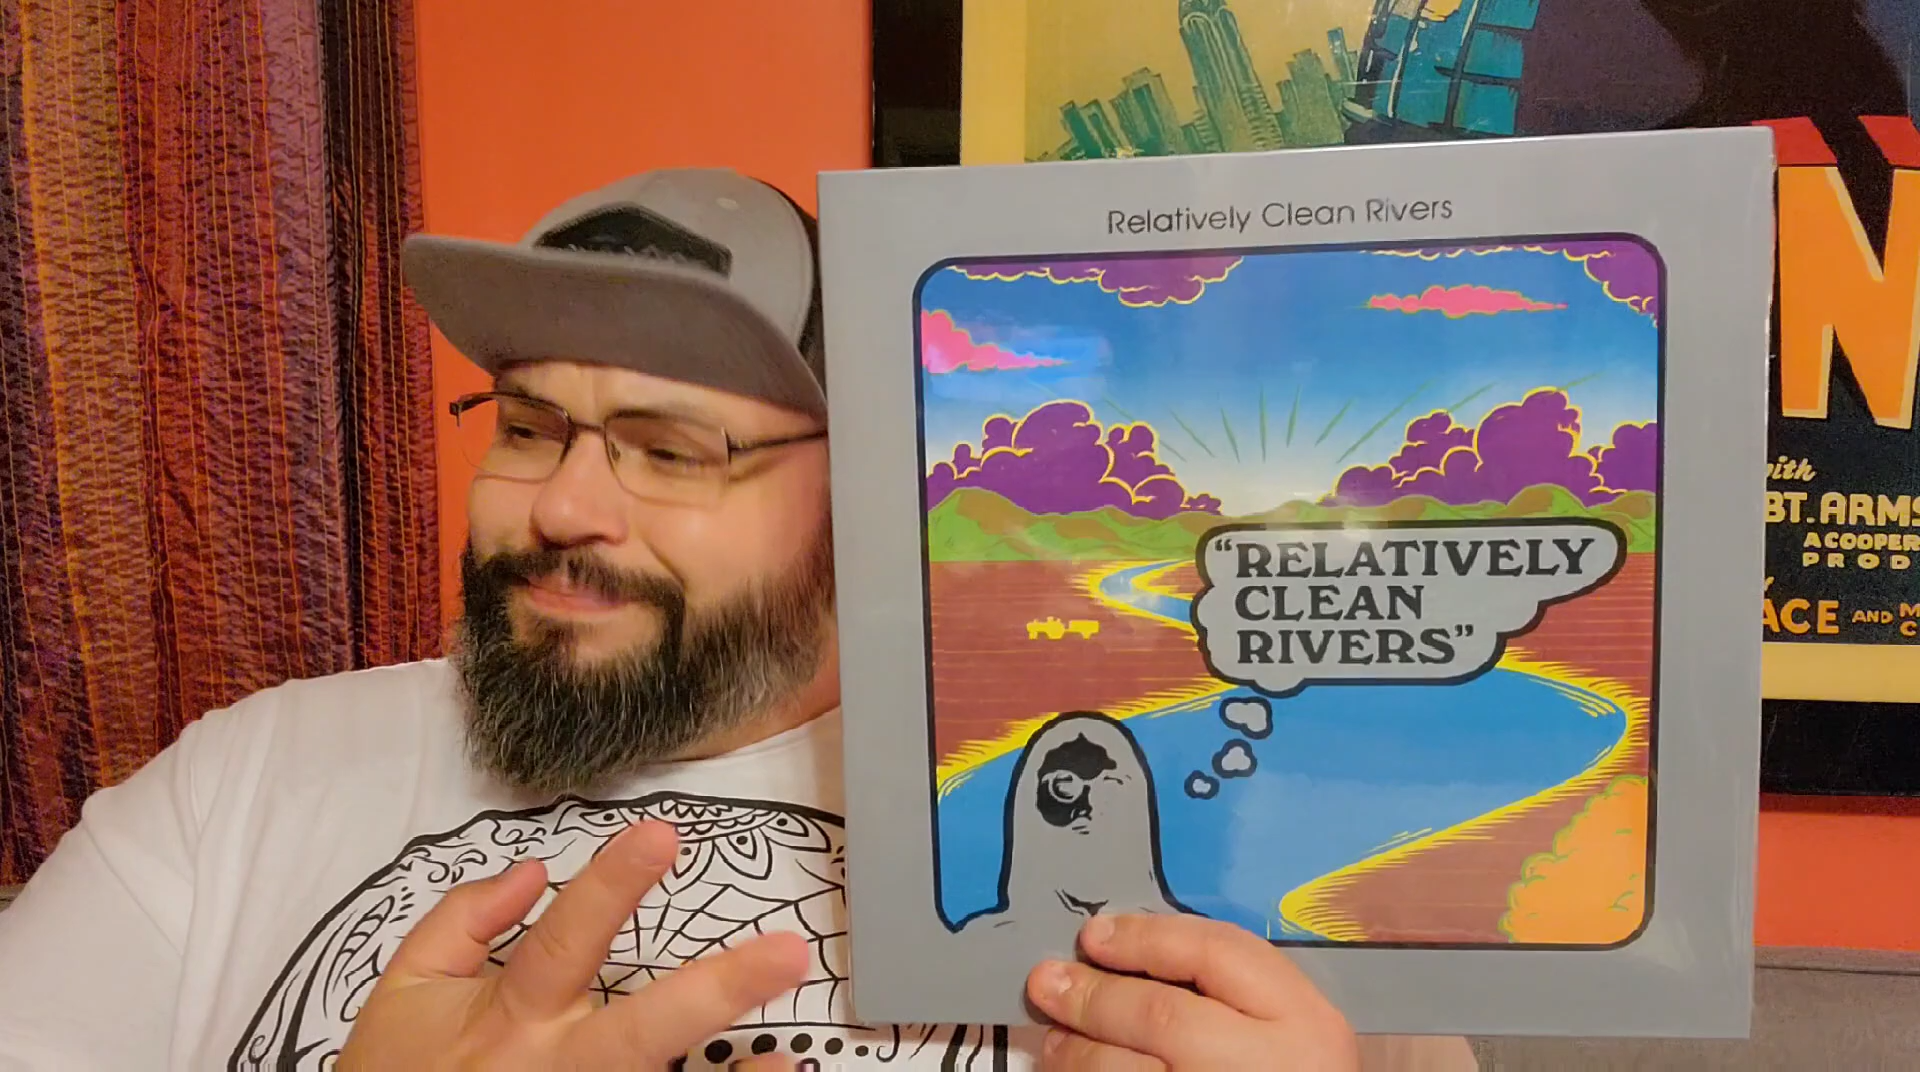 Relatively Clean Rivers
“RELATIVELY
CLEAN
RIVERS”
N
with
BT. ARMS
A COOPER
PROD
ACE AND